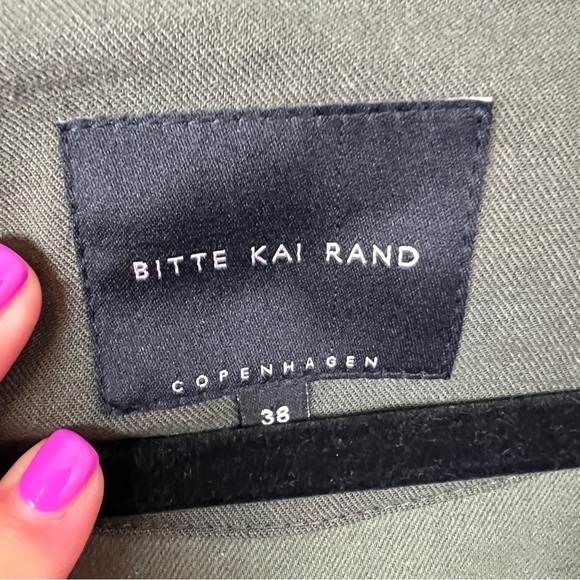 BITTE KAI RAND
COPENHAGEN
38